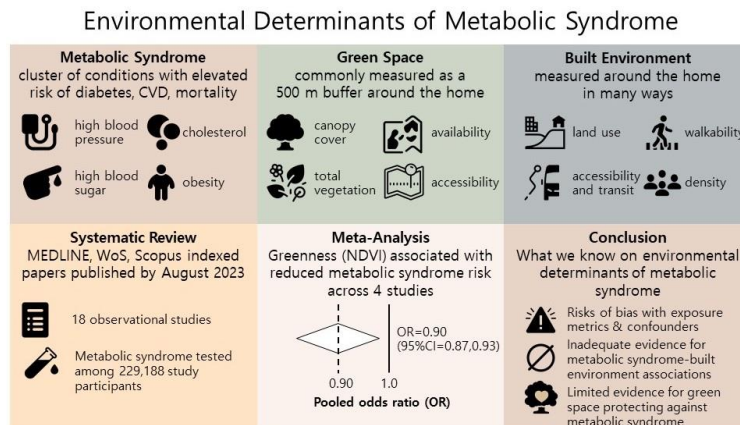 Environmental Determinants of Metabolic Syndrome
Metabolic Syndrome
cluster of conditions with elevated
risk of diabetes, CVD, mortality
high blood
pressure
cholesterol
high blood
sugar
obesity
Green Space
commonly measured as a
500 m buffer around the home
canopy
cover
availability
total
vegetation
accessibility
Built Environment
measured around the home
in many ways
land use
walkability
accessibility
and transit
density
Systematic Review
MEDLINE, WoS, Scopus indexed
papers published by August 2023
18 observational studies
Metabolic syndrome tested
among 229,188 study
participants
Meta-Analysis
Greenness (NDVI) associated with
reduced metabolic syndrome risk
across 4 studies
OR=0.90
(95%CI=0.87,0.93)
0.90
1.0
Pooled odds ratio (OR)
Conclusion
What we know on environmental
determinants of metabolic
syndrome
Risks of bias with exposure
metrics & confounders
Inadequate evidence for
metabolic syndrome-built
environment associations
Limited evidence for green
space protecting against
metabolic syndrome